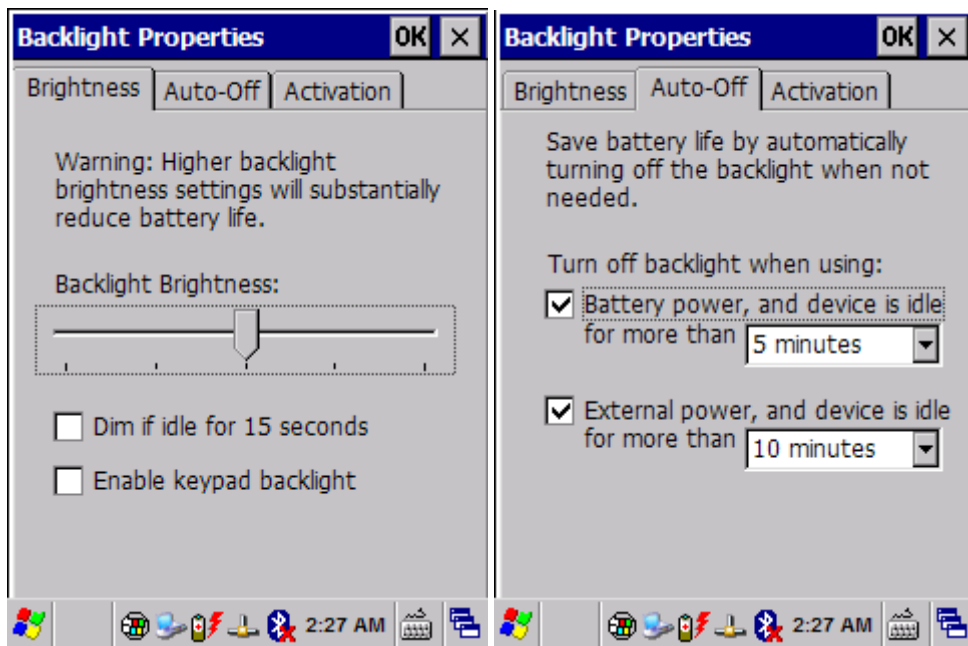 Backlight Properties OK ×
Brightness Auto-Off Activation
Warning: Higher backlight
brightness settings will substantially
reduce battery life.
Backlight Brightness:
Dim if idle for 15 seconds
Enable keypad backlight
2:27 AM
Backlight Properties OK ×
Brightness Auto-Off Activation
Save battery life by automatically
turning off the backlight when not
needed.
Turn off backlight when using:
Battery power, and device is idle
for more than 5 minutes
External power, and device is idle
for more than 10 minutes
2:27 AM